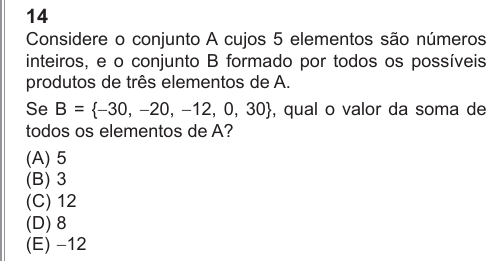 14
Considere o conjunto A cujos 5 elementos são números
inteiros, e o conjunto B formado por todos os possíveis
produtos de três elementos de A.
Se B = {–30, –20, –12, 0, 30}, qual o valor da soma de
todos os elementos de A?
(A) 5
(B) 3
(C) 12
(D) 8
(E) –12